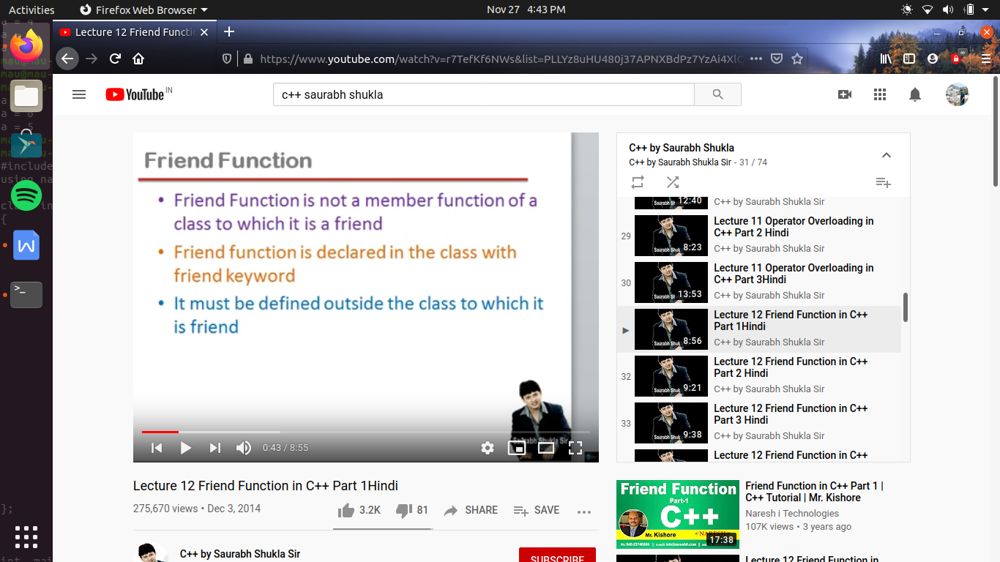 Activities
Firefox Web Browser
Nov 27 4:43 PM
Lecture 12 Friend Functi
https://www.youtube.com/watch?v=r7TefKf6NWs&list=PLLYz8uHU480j37APNXBdPz7YzAi4XlQ
#include
using na
{
};
YouTube IN
c++ saurabh shukla
Friend Function
• Friend Function is not a member function of a
class to which it is a friend
• Friend function is declared in the class with
friend keyword
• It must be defined outside the class to which it
is friend
Saurabh Shukla Sir
0:43 / 8:55
C++ by Saurabh Shukla
C++ by Saurabh Shukla Sir - 31 / 74
12:40
C++ by Saurabh Shukla Sir
29
8:23
Lecture 11 Operator Overloading in
C++ Part 2 Hindi
C++ by Saurabh Shukla Sir
30
13:53
Lecture 11 Operator Overloading in
C++ Part 3Hindi
C++ by Saurabh Shukla Sir
8:56
Lecture 12 Friend Function in C++
Part 1Hindi
C++ by Saurabh Shukla Sir
32
9:21
Lecture 12 Friend Function in C++
Part 2 Hindi
C++ by Saurabh Shukla Sir
33
9:38
Lecture 12 Friend Function in C++
Part 3 Hindi
C++ by Saurabh Shukla Sir
Lecture 12 Friend Function in C++
Lecture 12 Friend Function in C++ Part 1Hindi
275,670 views • Dec 3, 2014
3.2K
81
SHARE
SAVE
C++ by Saurabh Shukla Sir
SUBSCRIBE
Friend Function
Part-1
C++
Mr. Kishore
17:38
Friend Function in C++ Part 1 |
C++ Tutorial | Mr. Kishore
Naresh i Technologies
107K views • 3 years ago
Lecture 12 Friend Function in